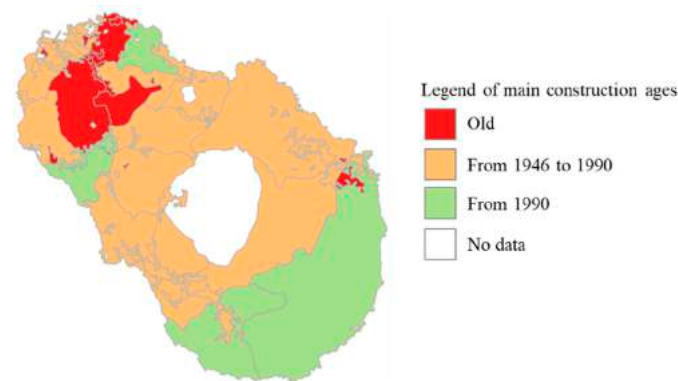 Legend of main construction ages
Old
From 1946 to 1990
From 1990
No data